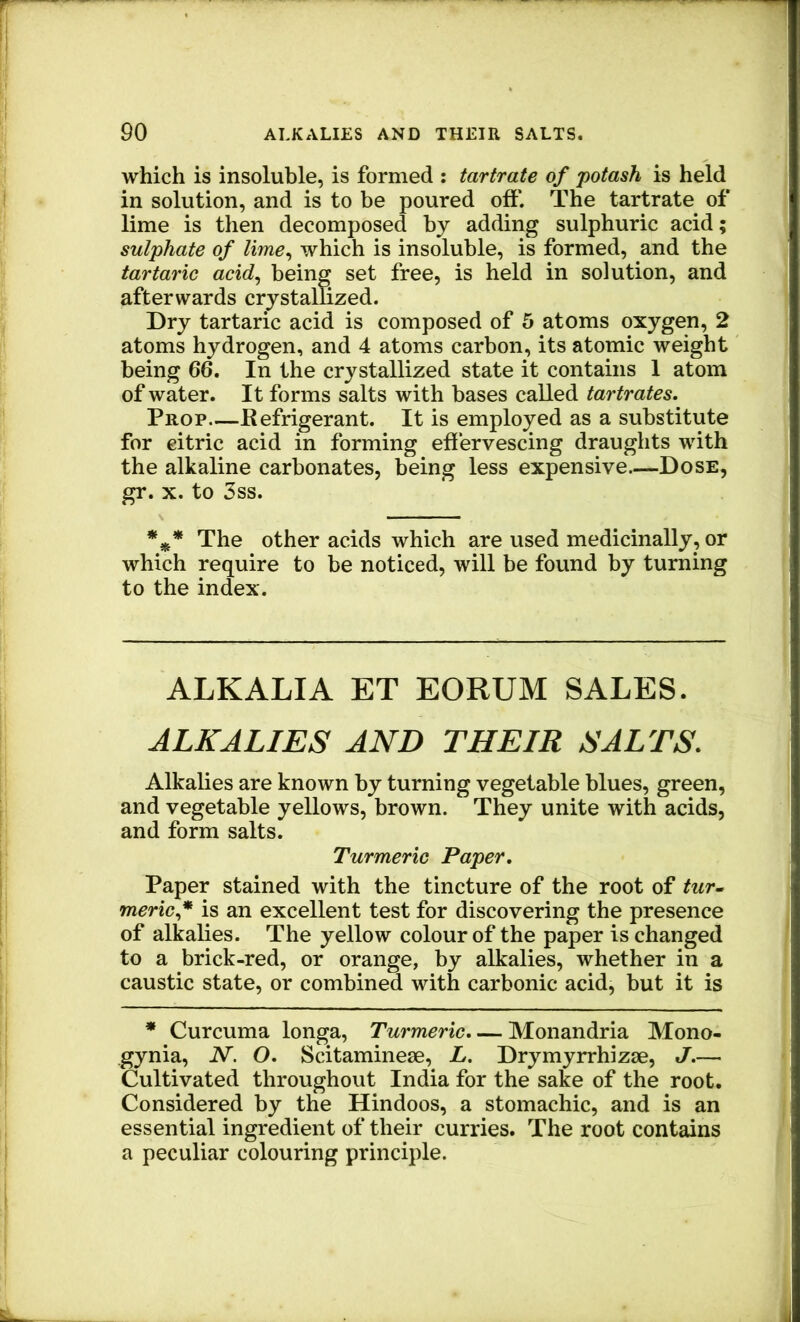 90 ALKALIES AND THEIR SALTS.
which is insoluble, is formed : tartrate of potash is held
in solution, and is to be poured off. The tartrate of
lime is then decomposed by adding sulphuric acid;
sulphate of lime, which is insoluble, is formed, and the
tartaric acid, being set free, is held in solution, and
afterwards crystallized.
Dry tartaric acid is composed of 5 atoms oxygen, 2
atoms hydrogen, and 4 atoms carbon, its atomic weight
being 66. In the crystallized state it contains 1 atom
of water. It forms salts with bases called tartrates.
PROP.—Refrigerant. It is employed as a substitute
for citric acid in forming effervescing draughts with
the alkaline carbonates, being less expensive.—DOSE,
gr. x. to ʒss.
*** The other acids which are used medicinally, or
which require to be noticed, will be found by turning
to the index.
ALKALIA ET EORUM SALES.
ALKALIES AND THEIR SALTS.
Alkalies are known by turning vegetable blues, green,
and vegetable yellows, brown. They unite with acids,
and form salts.
Turmeric Paper.
Paper stained with the tincture of the root of tur-
meric,* is an excellent test for discovering the presence
of alkalies. The yellow colour of the paper is changed
to a brick-red, or orange, by alkalies, whether in a
caustic state, or combined with carbonic acid, but it is
* Curcuma longa, Turmeric. — Monandria Mono-
gynia, N. O. Scitamineæ, L. Drymyrrhizæ, J.—
Cultivated throughout India for the sake of the root.
Considered by the Hindoos, a stomachic, and is an
essential ingredient of their curries. The root contains
a peculiar colouring principle.